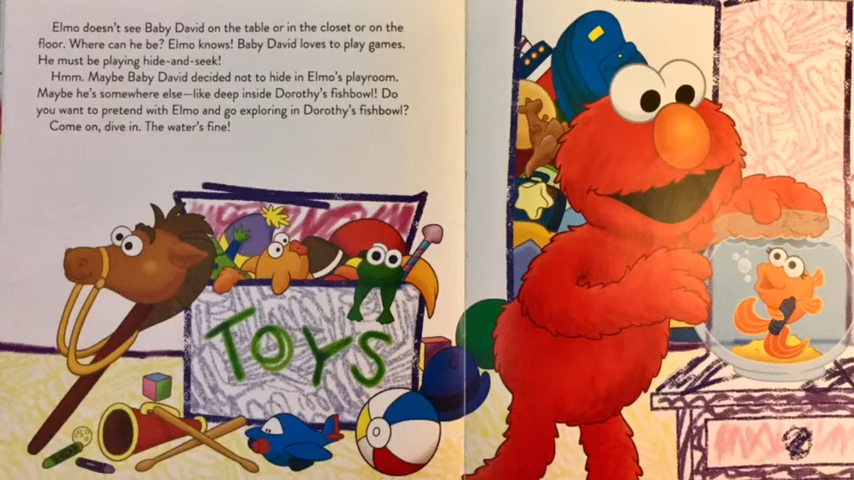 Elmo doesn't see Baby David on the table or in the closet or on the
floor. Where can he be? Elmo knows! Baby David loves to play games.
He must be playing hide-and-seek!
Hmm. Maybe Baby David decided not to hide in Elmo's playroom.
Maybe he's somewhere else—like deep inside Dorothy's fishbowl! Do
you want to pretend with Elmo and go exploring in Dorothy's fishbowl?
Come on, dive in. The water's fine!
TOYS